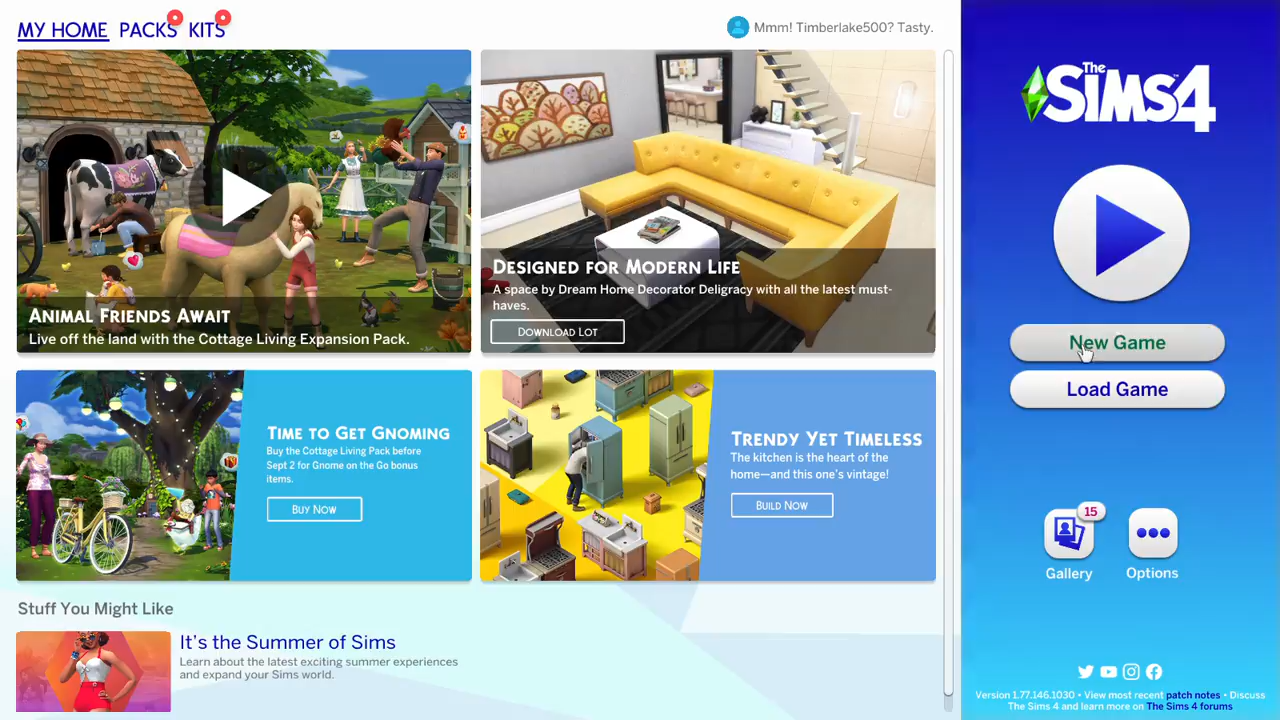 MY HOME PACKS KITS
Mmm! Timberlake500? Tasty.
ANIMAL FRIENDS AWAIT
Live off the land with the Cottage Living Expansion Pack.
DESIGNED FOR MODERN LIFE
A space by Dream Home Decorator Deligracy with all the latest must-
haves.
DOWNLOAD LOT
TIME TO GET GNOMING
Buy the Cottage Living Pack before
Sept 2 for Gnome on the Go bonus
items.
BUY NOW
TRENDY YET TIMELESS
The kitchen is the heart of the
home—and this one's vintage!
BUILD NOW
Stuff You Might Like
It's the Summer of Sims
Learn about the latest exciting summer experiences
and expand your Sims world.
The SIMS 4
New Game
Load Game
15
Gallery
Options
Version 1.77.146.1030 • View most recent patch notes • Discuss
The Sims 4 and learn more on The Sims 4 forums